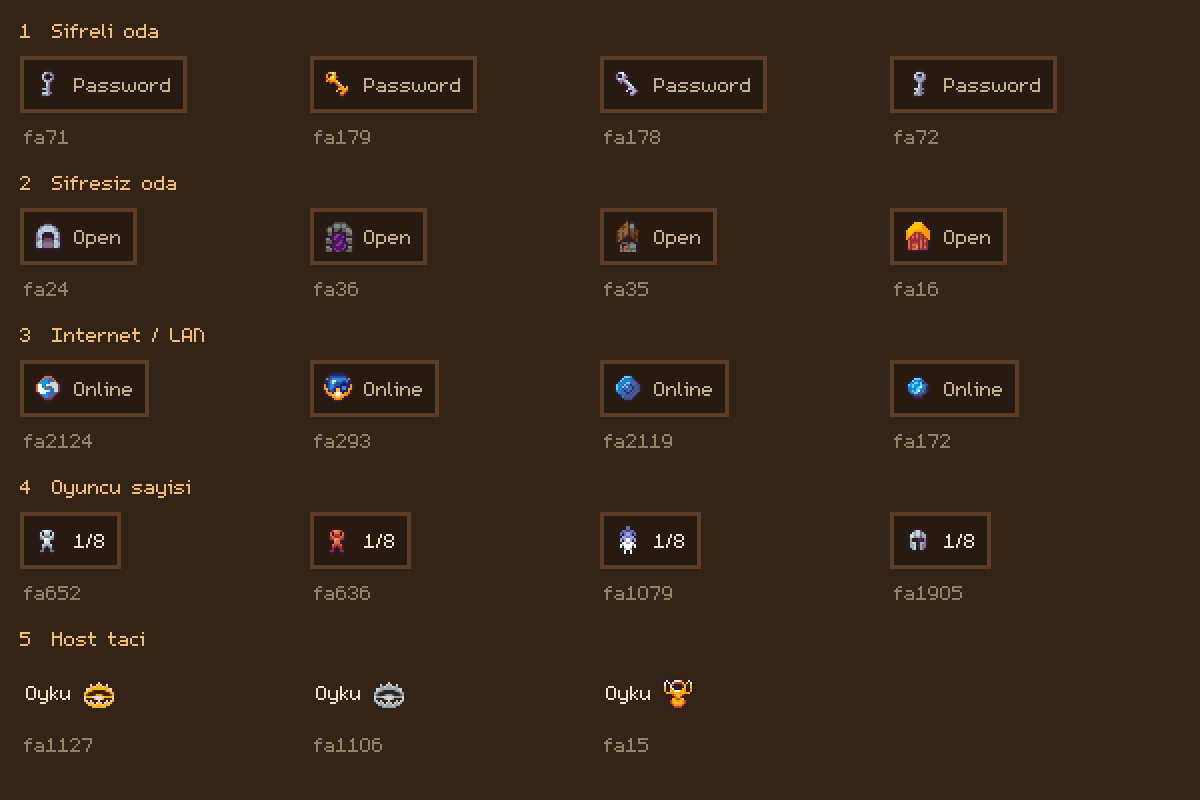 1 Sifreli oda
Password Password Password Password
fa71 fa179 fa178 fa72
2 Sifresiz oda
Open Open Open Open
fa24 fa36 fa35 fa16
3 Internet / LAN
Online Online Online Online
fa2124 fa293 fa2119 fa172
4 Oyuncu sayisi
1/8 1/8 1/8 1/8
fa652 fa636 fa1079 fa1905
5 Host taci
Oyku Oyku Oyku
fa1127 fa1106 fa15